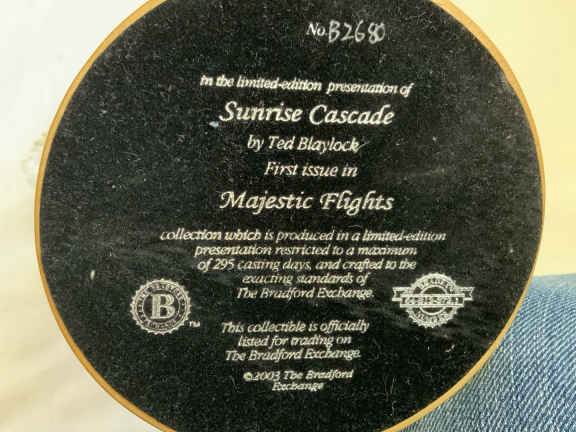 No. B2680
In the limited-edition presentation of
Sunrise Cascade
by Ted Blaylock
First issue in
Majestic Flights
collection which is produced in a limited-edition
presentation restricted to a maximum
of 295 casting days, and crafted to the
exacting standards of
The Bradford Exchange.
B
TM
This collectible is officially
listed for trading on
The Bradford Exchange.
©2003 The Bradford
Exchange